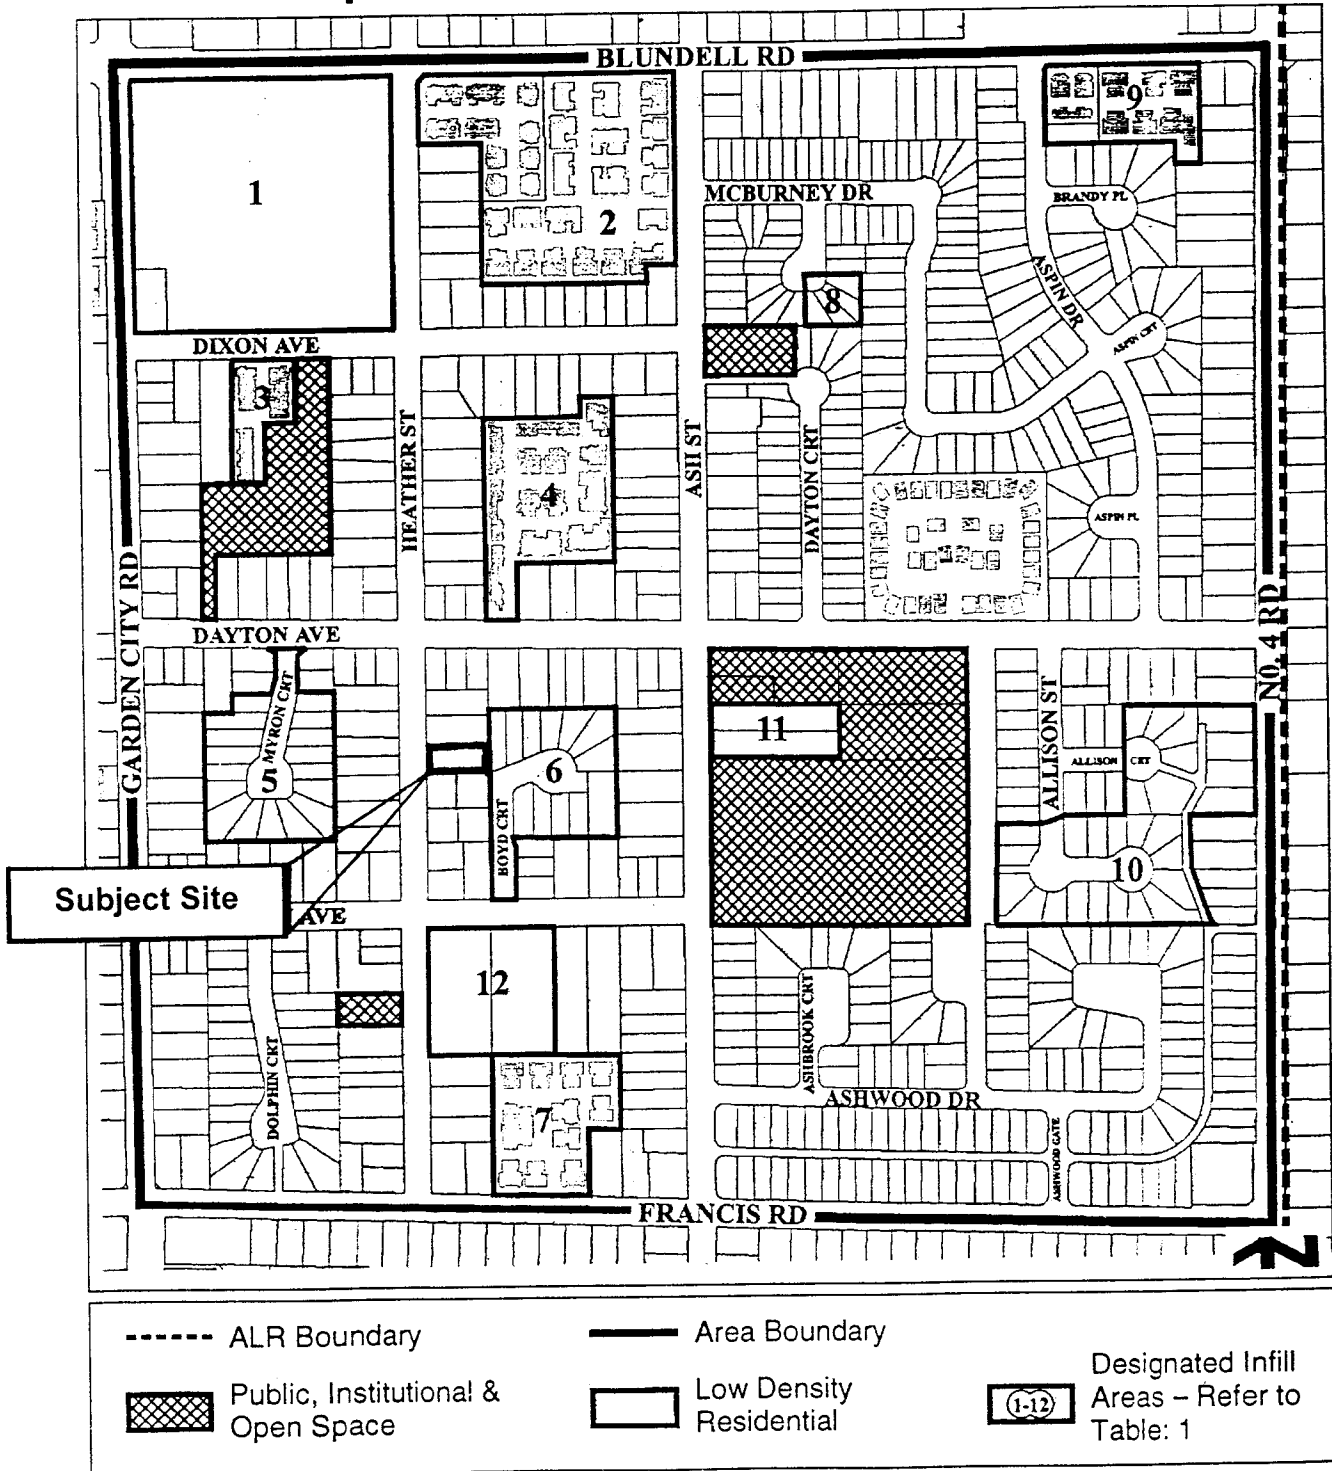 BLUNDELL RD
1
2
9
MCBURNEY DR
BRANDY PL
8
ASPIN DR
ASPIN CRT
DIXON AVE
3
HEATHER ST
4
ASH ST
DAYTON CRT
ASPIN PL
GARDEN CITY RD
DAYTON AVE
NO. 4 RD
MYRON CRT
5
6
BOYD CRT
11
ALLISON ST
ALLISON CRT
10
Subject Site
AVE
12
DOLPHIN CRT
ASHBROOK CRT
ASHWOOD DR
7
ASHWOOD GATE
FRANCIS RD
N
ALR Boundary
Area Boundary
Public, Institutional &
Open Space
Low Density
Residential
1-12
Designated Infill
Areas – Refer to
Table: 1